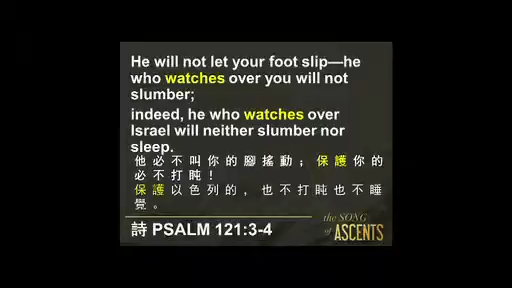 He will not let your foot slip—he
who watches over you will not
slumber;
indeed, he who watches over
Israel will neither slumber nor
sleep.
他必不叫你的腳搖動；保護你的
必不打盹！
保護以色列的，也不打盹也不睡
覺。
詩 PSALM 121:3-4
the SONG
of ASCENTS